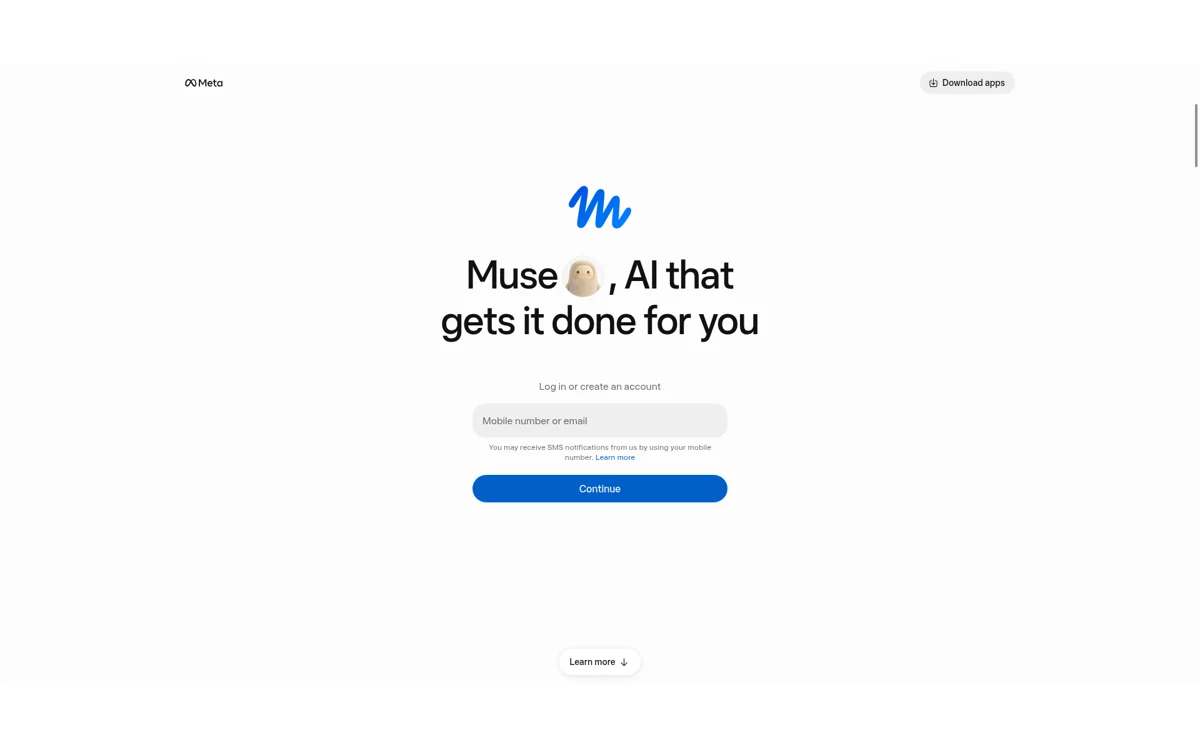 Meta
Download apps
Muse, AI that
gets it done for you
Log in or create an account
Mobile number or email
You may receive SMS notifications from us by using your mobile
number. Learn more
Continue
Learn more